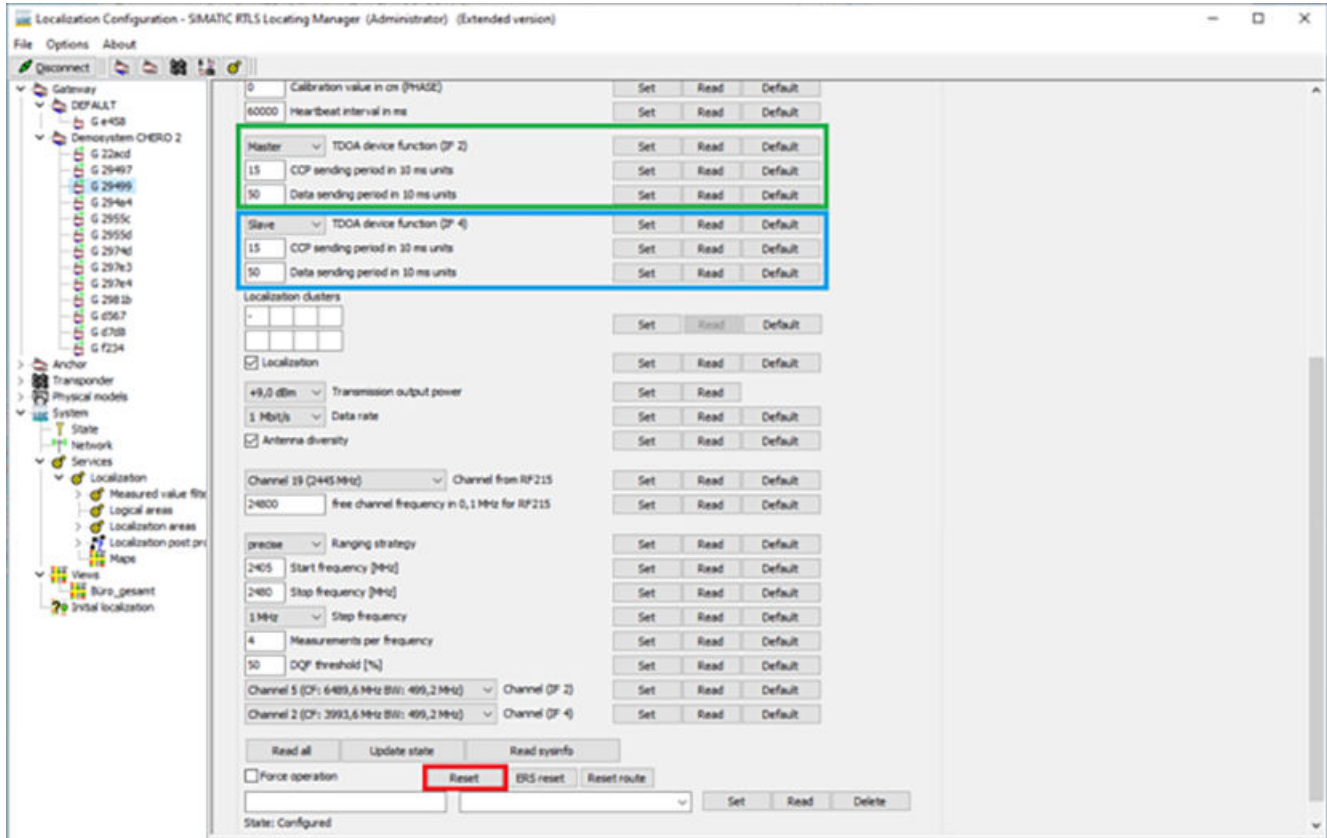 Localization Configuration - SIMATIC RTLS Locating Manager (Administrator) (Extended version)
File Options About
Disconnect
Gateway
DEFAULT
G e458
Demosystem CHERO 2
G 22acd
G 29497
G 29499
G 294a4
G 2955c
G 2955d
G 2974d
G 297e3
G 297e4
G 2981b
G d567
G d7d8
G f234
Anchor
Transponder
Physical models
System
State
Network
Services
Localization
Measured value filte
Logical areas
Localization areas
Localization post pro
Maps
Views
Büro_gesamt
Initial localization
0 Calibration value in cm (PHASE) Set Read Default
60000 Heartbeat interval in ms Set Read Default
Master TDOA device function (IF 2) Set Read Default
15 CCP sending period in 10 ms units Set Read Default
50 Data sending period in 10 ms units Set Read Default
Slave TDOA device function (IF 4) Set Read Default
15 CCP sending period in 10 ms units Set Read Default
50 Data sending period in 10 ms units Set Read Default
Localization clusters
- Set Read Default
Localization Set Read Default
+9,0 dBm Transmission output power Set Read
1 Mbit/s Data rate Set Read Default
Antenna diversity Set Read Default
Channel 19 (2445 MHz) Channel from RF215 Set Read Default
24800 free channel frequency in 0,1 MHz for RF215 Set Read Default
precise Ranging strategy Set Read Default
2405 Start frequency [MHz] Set Read Default
2480 Stop frequency [MHz] Set Read Default
1 MHz Step frequency Set Read Default
4 Measurements per frequency Set Read Default
50 DQF threshold [%] Set Read Default
Channel 5 (CF: 6489,6 MHz BW: 499,2 MHz) Channel (IF 2) Set Read Default
Channel 2 (CF: 3993,6 MHz BW: 499,2 MHz) Channel (IF 4) Set Read Default
Read all Update state Read sysinfo
Force operation Reset ERS reset Reset route
Set Read Delete
State: Configured